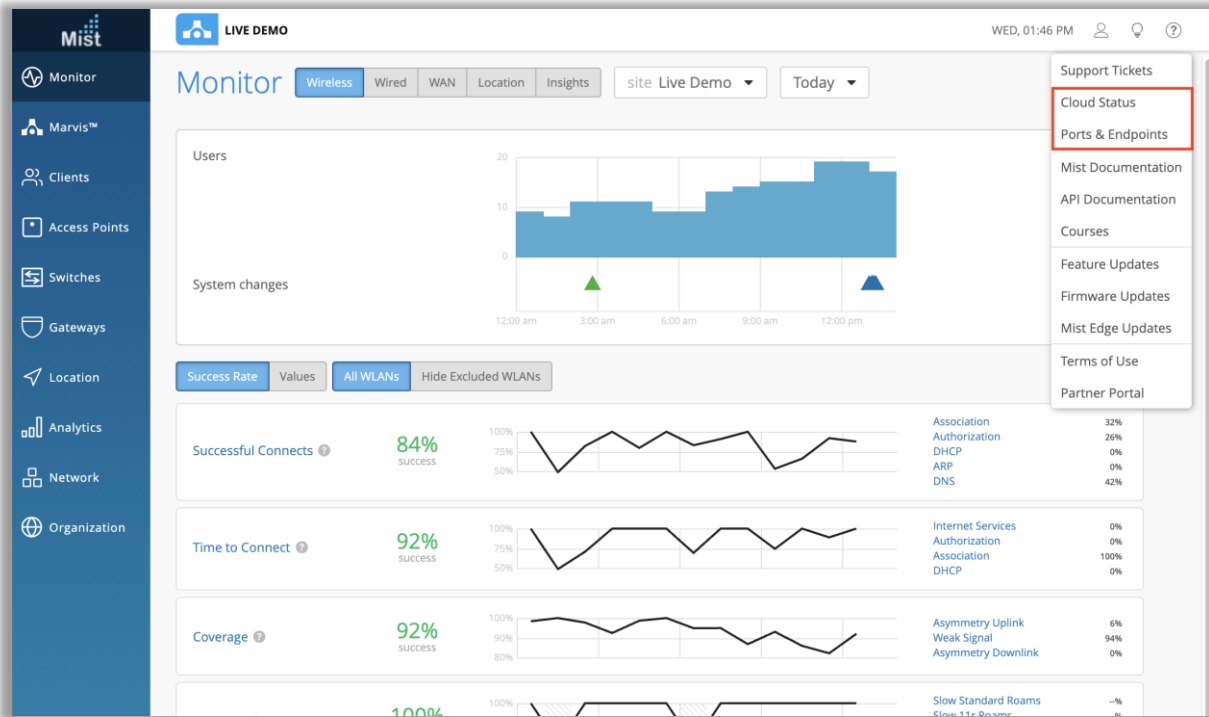 Mist
LIVE DEMO
WED, 01:46 PM
Monitor
Marvis™
Clients
Access Points
Switches
Gateways
Location
Analytics
Network
Organization
Monitor
Wireless Wired WAN Location Insights
site Live Demo
Today
Support Tickets
Cloud Status
Ports & Endpoints
Mist Documentation
API Documentation
Courses
Feature Updates
Firmware Updates
Mist Edge Updates
Terms of Use
Partner Portal
Users
20
10
0
System changes
12:00 am 3:00 am 6:00 am 9:00 am 12:00 pm
Success Rate Values All WLANs Hide Excluded WLANs
Successful Connects ?
84%
success
100%
75%
50%
Association 32%
Authorization 26%
DHCP 0%
ARP 0%
DNS 42%
Time to Connect ?
92%
success
100%
75%
50%
Internet Services 0%
Authorization 0%
Association 100%
DHCP 0%
Coverage ?
92%
success
100%
90%
80%
Asymmetry Uplink 6%
Weak Signal 94%
Asymmetry Downlink 0%
100%
100%
Slow Standard Roams --%
Slow 11r Roams